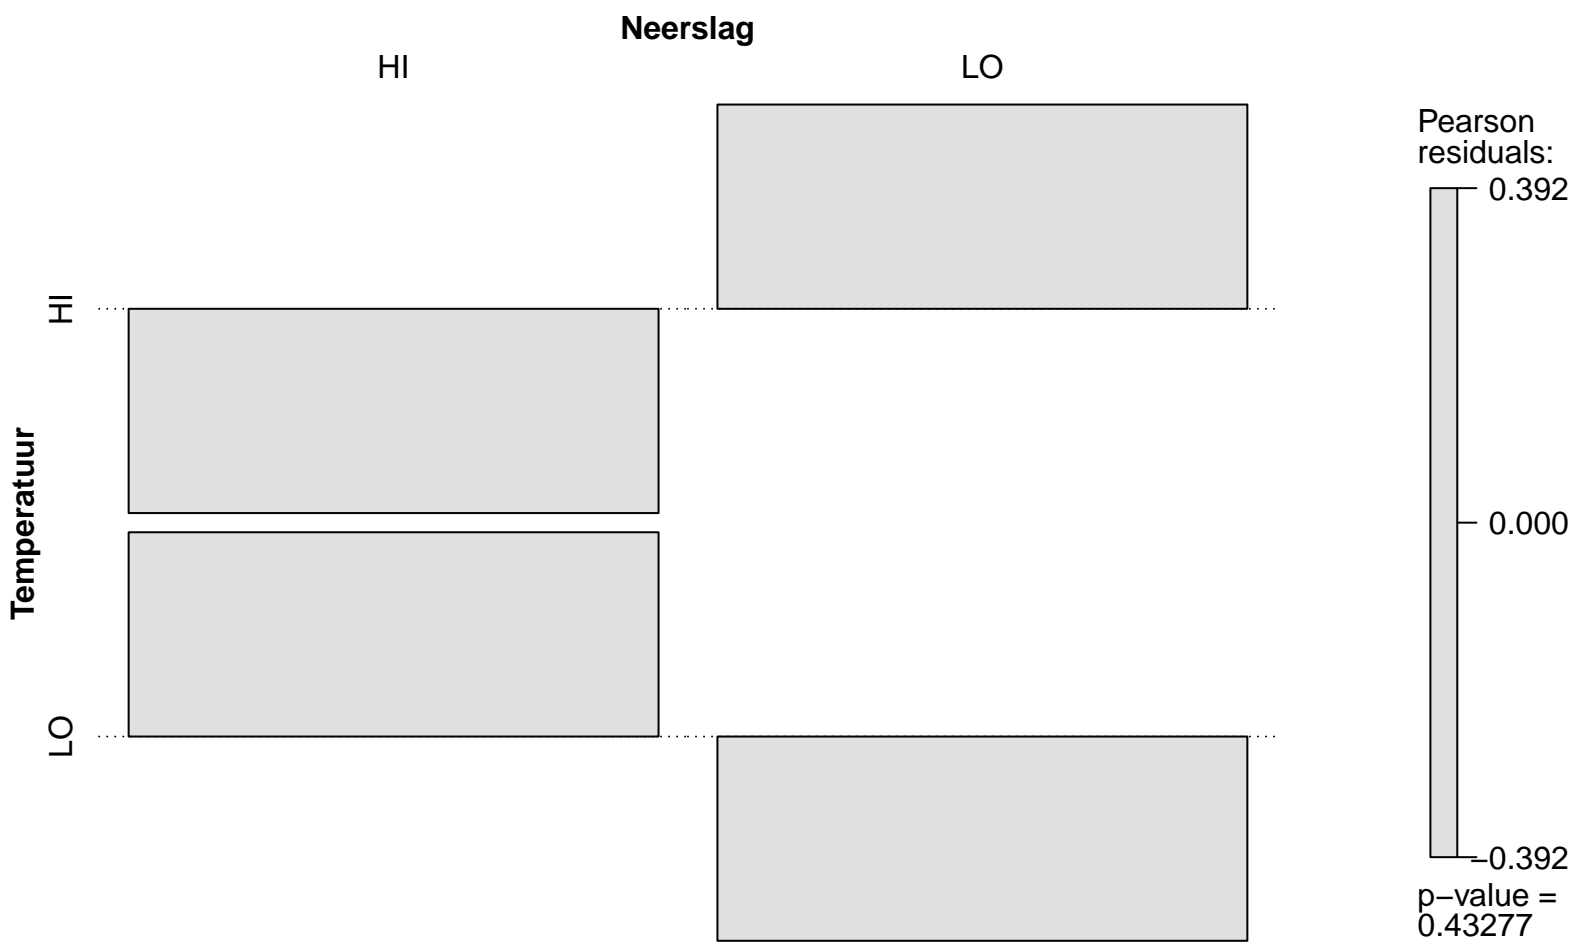 Neerslag
HI
LO
Temperatuur
HI
LO
Pearson
residuals:
0.392
0.000
−0.392
p−value =
0.43277